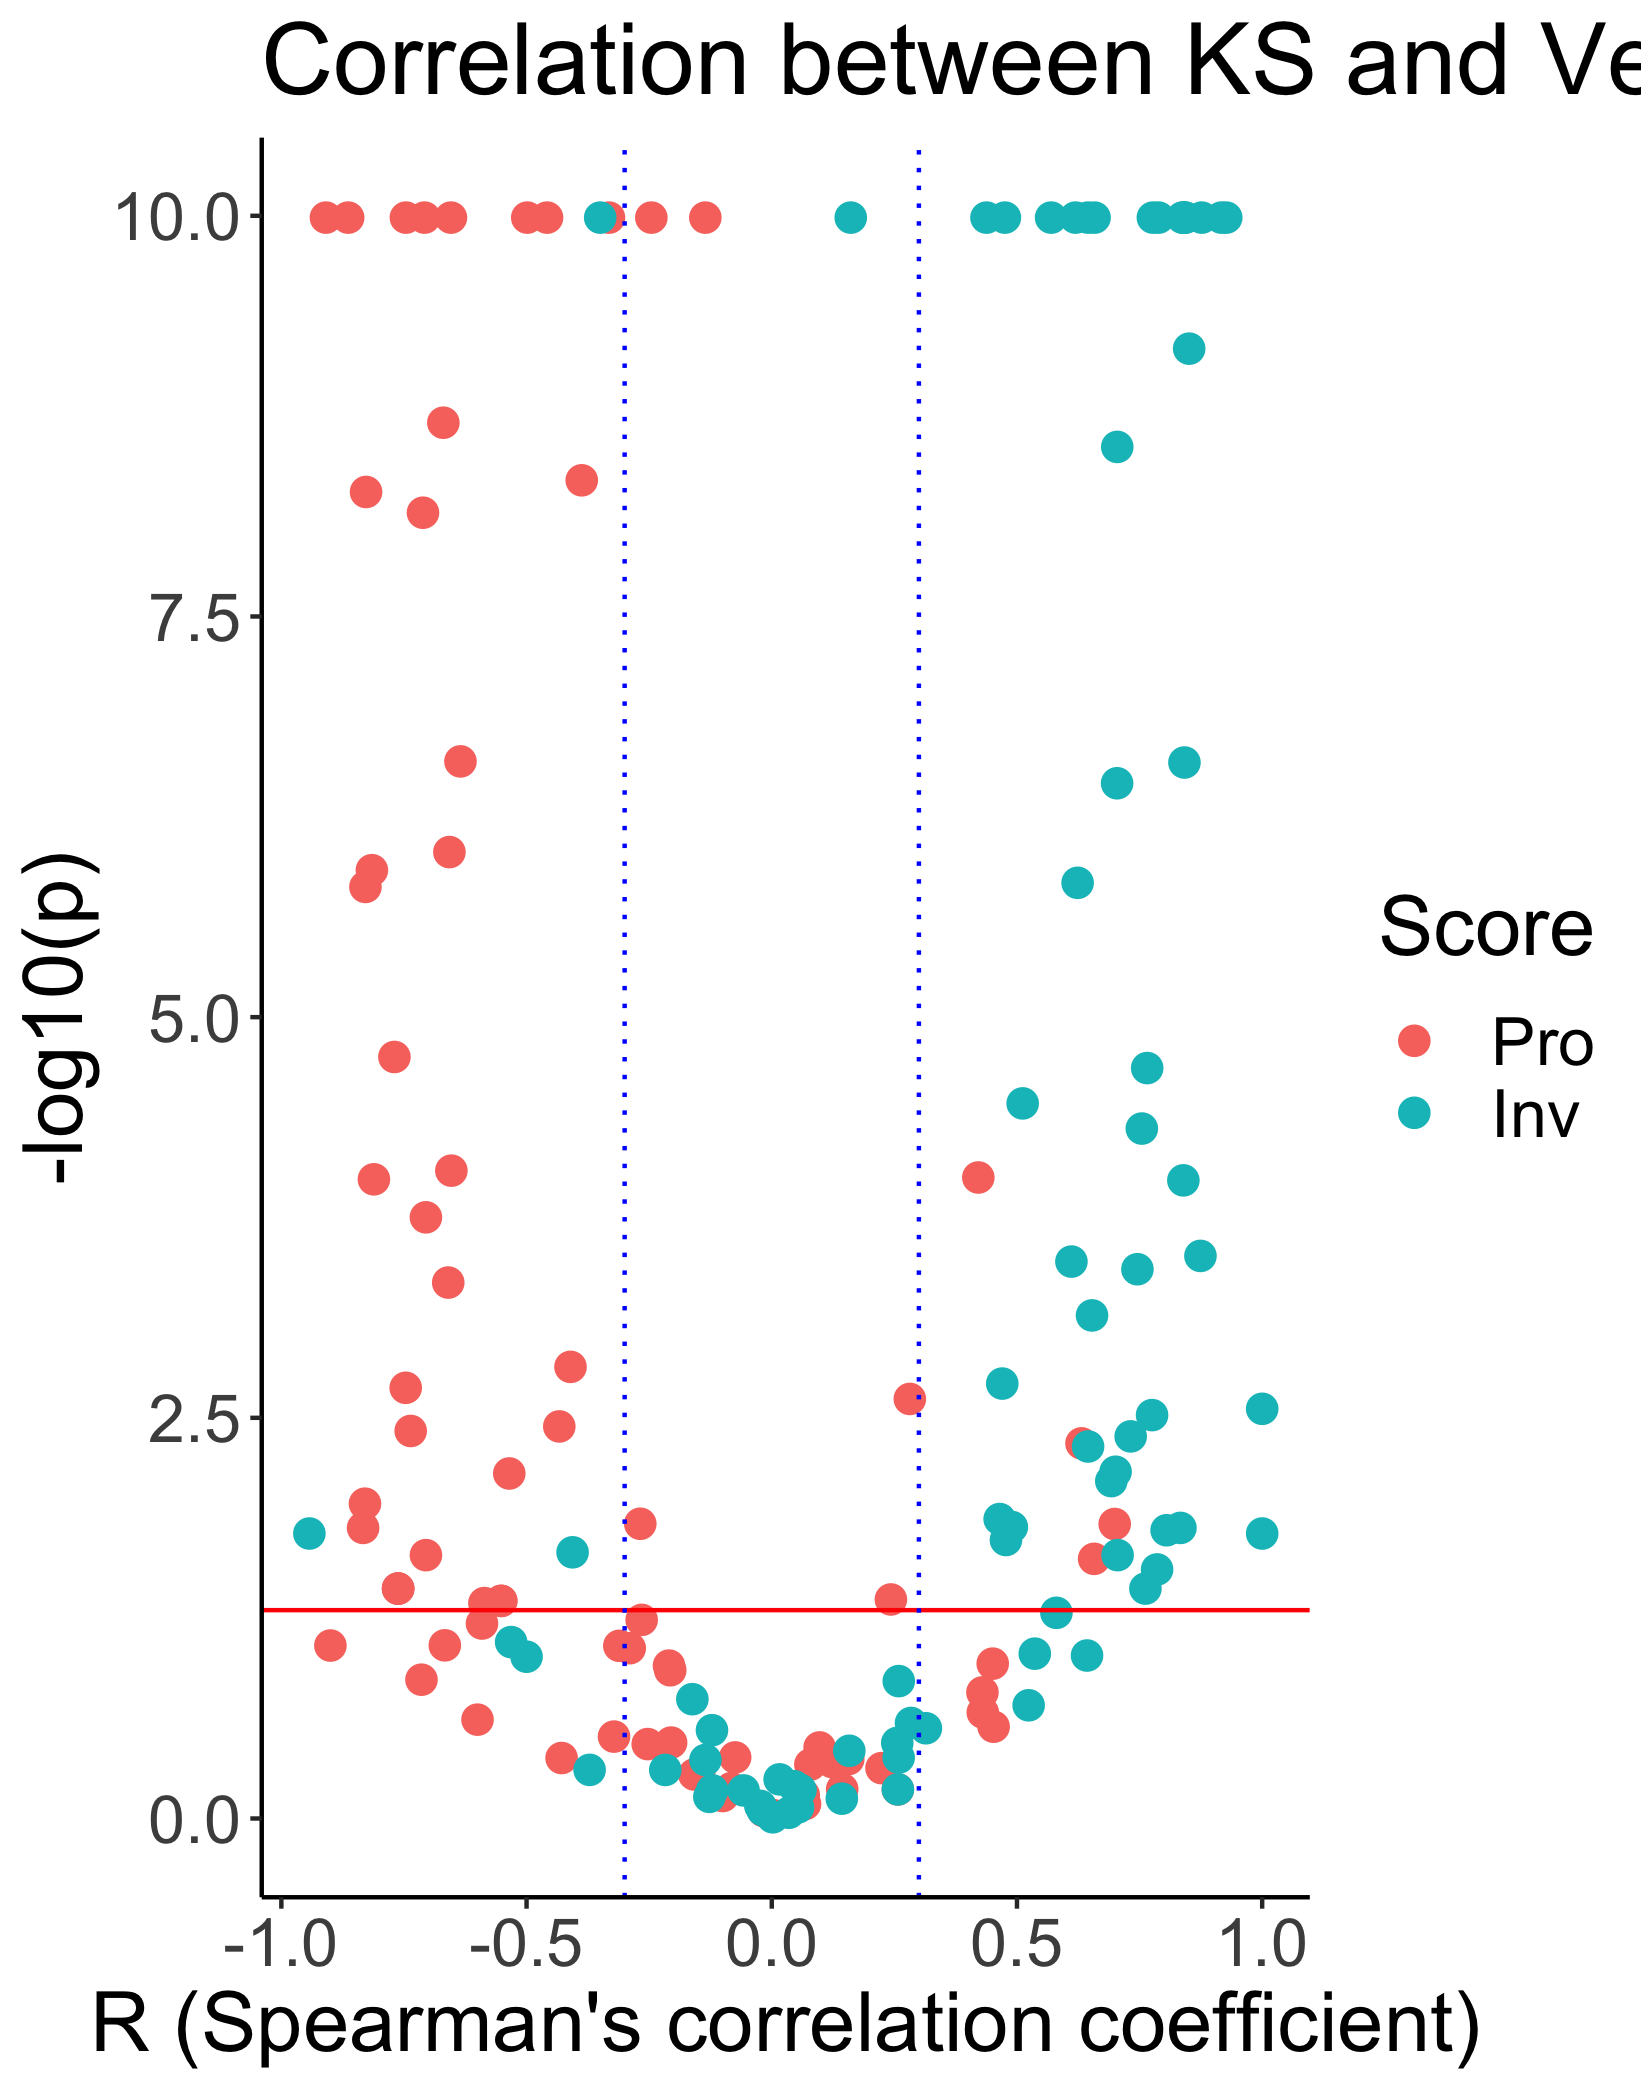 Correlation between KS and Ve
10.0
7.5
5.0
2.5
0.0
-log10(p)
-1.0 -0.5 0.0 0.5 1.0
R (Spearman's correlation coefficient)
Score
Pro
Inv